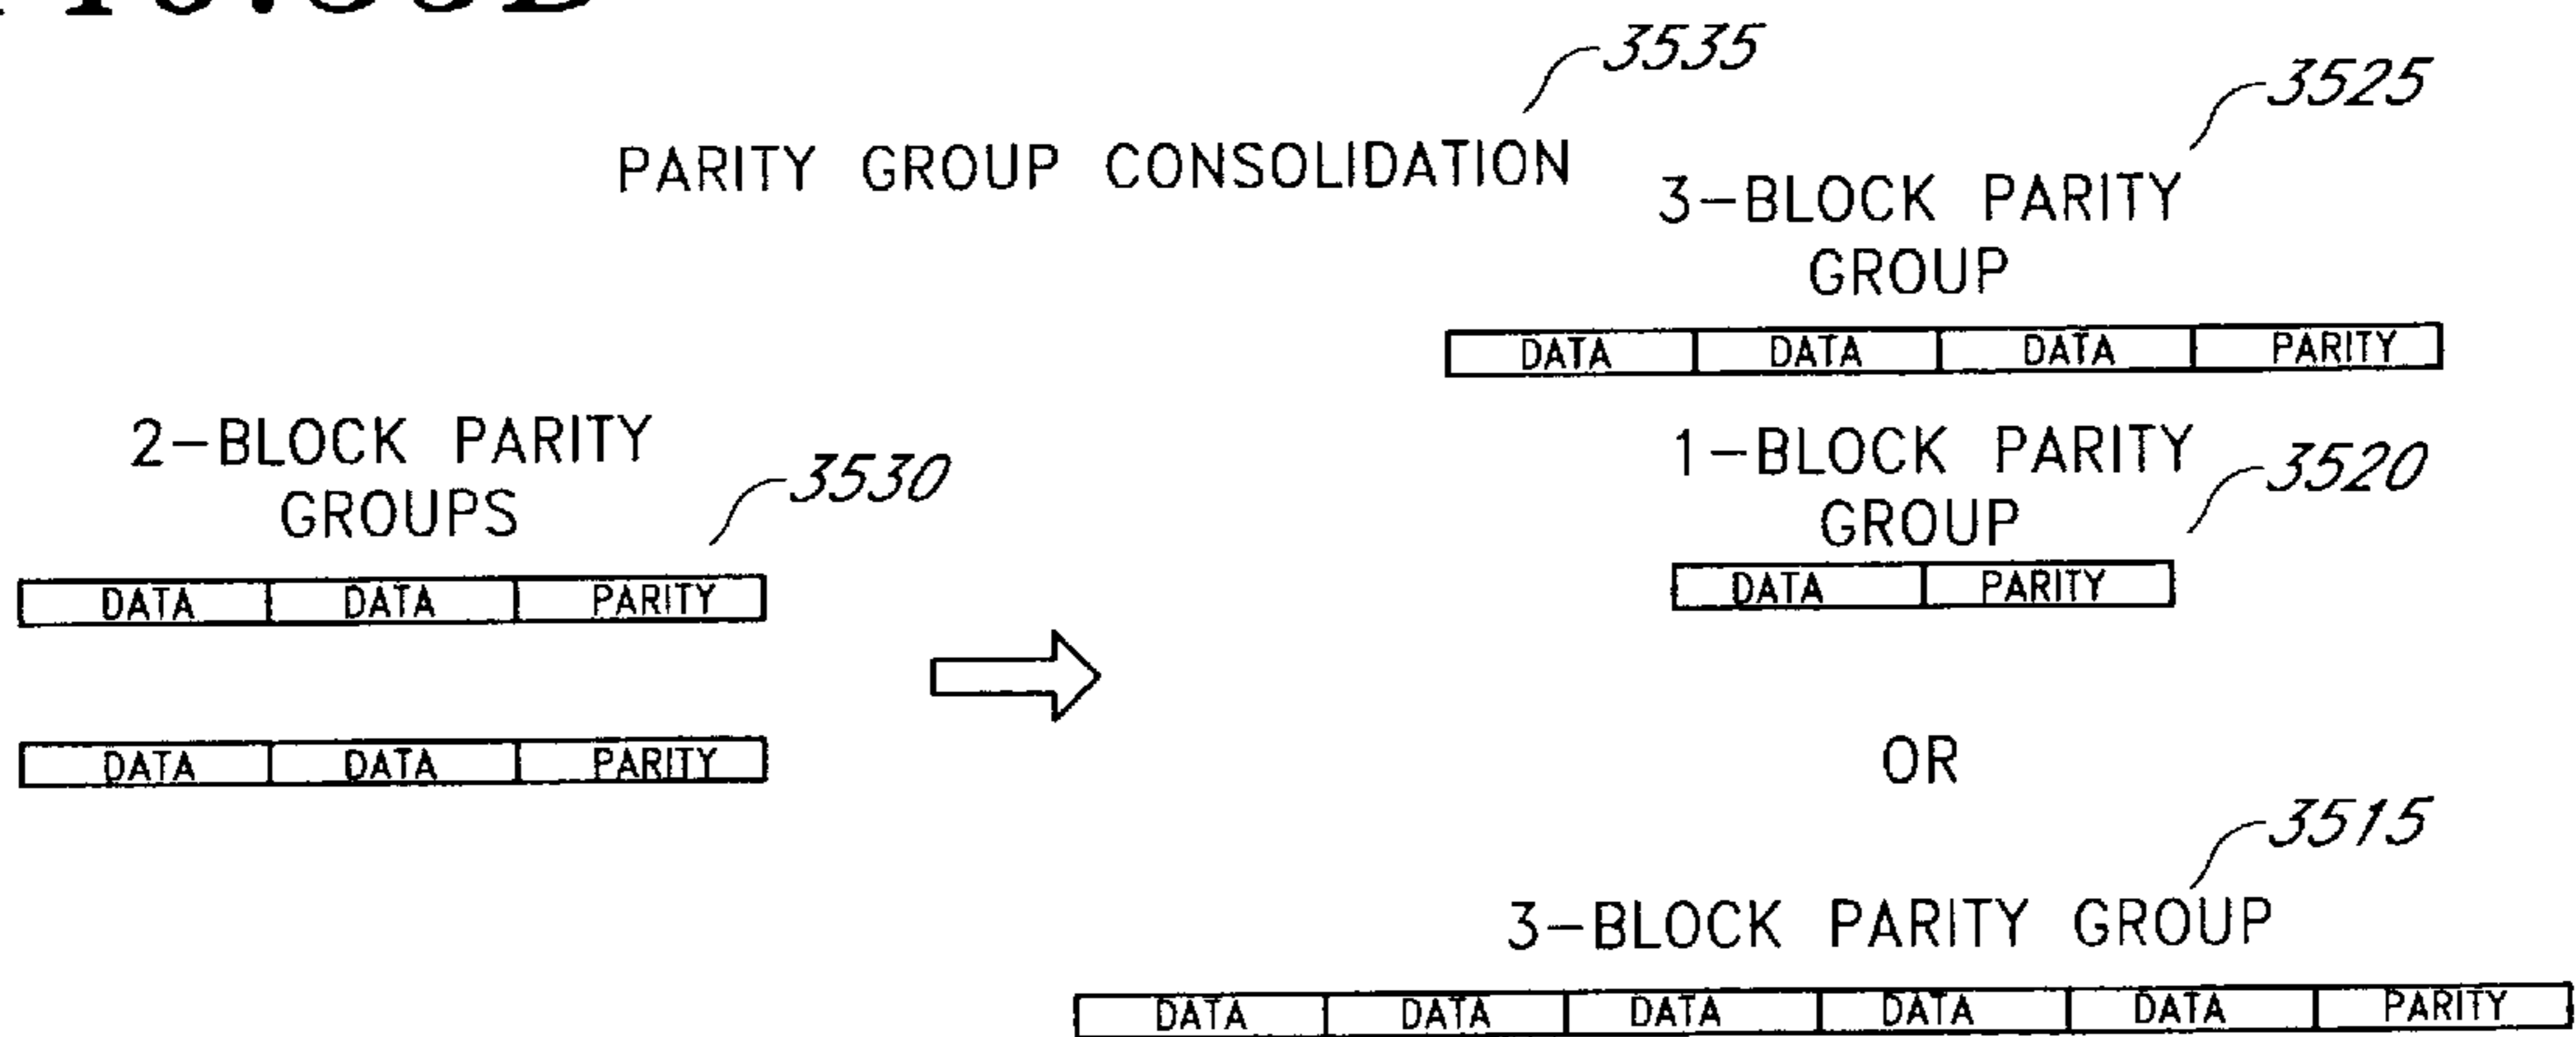 3535
3525
PARITY GROUP CONSOLIDATION
3-BLOCK PARITY
GROUP
DATA DATA DATA PARITY
2-BLOCK PARITY
GROUPS
3530
1-BLOCK PARITY
GROUP
3520
DATA DATA PARITY
DATA PARITY
DATA DATA PARITY
OR
3515
3-BLOCK PARITY GROUP
DATA DATA DATA DATA DATA PARITY